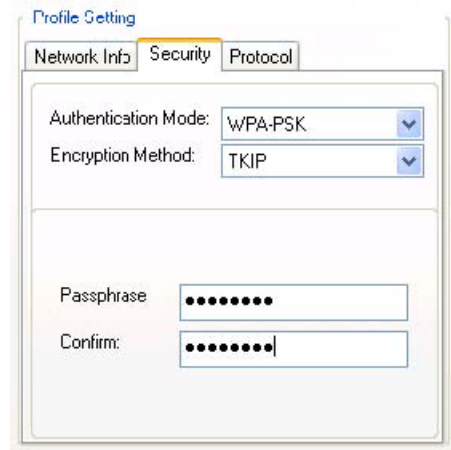 Profile Setting
Network Info Security Protocol
Authentication Mode: WPA-PSK
Encryption Method: TKIP
Passphrase ●●●●●●●●
Confirm: ●●●●●●●●